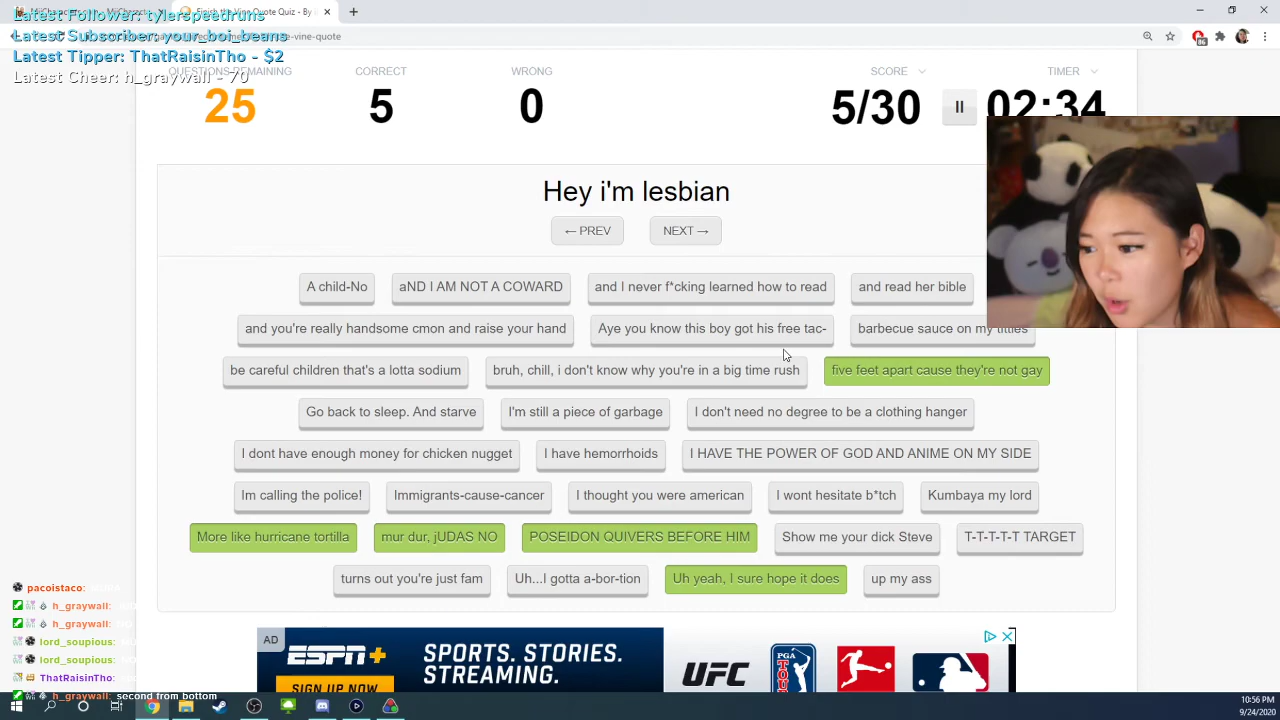 Latest Follower: tylerspeedruns
Latest Subscriber: your_boi_beans
Latest Tipper: ThatRaisinTho - $2
Latest Cheer: h_graywall - 70
-vine-quote
QUESTIONS REMAINING CORRECT WRONG SCORE TIMER
25 5 0 5/30 02:34
Hey i'm lesbian
← PREV NEXT →
A child-No aND I AM NOT A COWARD and I never f*cking learned how to read and read her bible
and you're really handsome cmon and raise your hand Aye you know this boy got his free tac- barbecue sauce on my titties
be careful children that's a lotta sodium bruh, chill, i don't know why you're in a big time rush five feet apart cause they're not gay
Go back to sleep. And starve I'm still a piece of garbage I don't need no degree to be a clothing hanger
I dont have enough money for chicken nugget I have hemorrhoids I HAVE THE POWER OF GOD AND ANIME ON MY SIDE
Im calling the police! Immigrants-cause-cancer I thought you were american I wont hesitate b*tch Kumbaya my lord
More like hurricane tortilla mur dur, jUDAS NO POSEIDON QUIVERS BEFORE HIM Show me your dick Steve T-T-T-T-T TARGET
turns out you're just fam Uh...I gotta a-bor-tion Uh yeah, I sure hope it does up my ass
pacoistaco:
h_graywall:
h_graywall:
lord_soupious:
lord_soupious:
ThatRaisinTho:
h_graywall: second from bottom
AD
ESPN+
SIGN UP NOW
SPORTS. STORIES.
STREAMING.
UFC
PGA TOUR
10:56 PM
9/24/2020